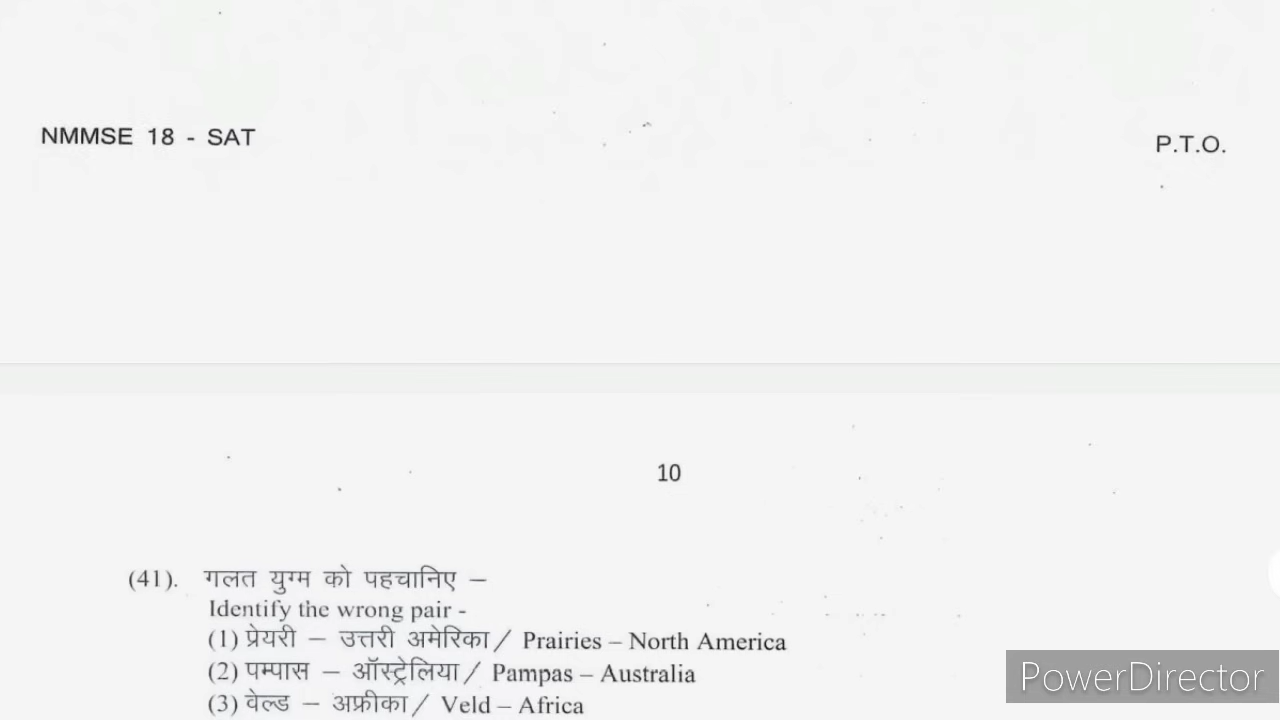 NMMSE 18 - SAT
P.T.O.
10
(41). गलत युग्म को पहचानिए –
Identify the wrong pair -
(1) प्रेयरी – उत्तरी अमेरिका / Prairies – North America
(2) पम्पास – ऑस्ट्रेलिया / Pampas – Australia
(3) वेल्ड – अफ्रीका / Veld – Africa
PowerDirector